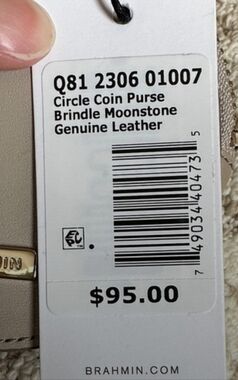 Q81 2306 01007
Circle Coin Purse
Brindle Moonstone
Genuine Leather
7 49034 40473 5
$95.00
BRAHMIN.COM